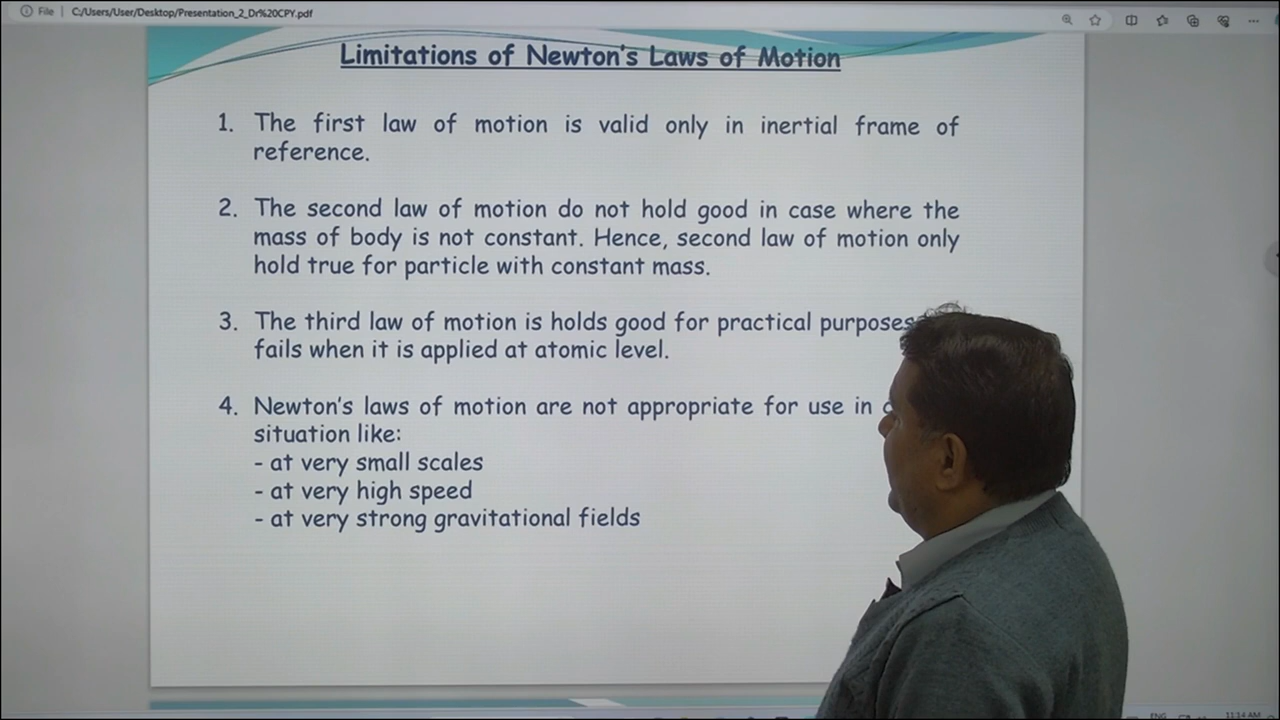 File | C:/Users/User/Desktop/Presentation_2_Dr%20CPY.pdf
Limitations of Newton's Laws of Motion
1. The first law of motion is valid only in inertial frame of
reference.
2. The second law of motion do not hold good in case where the
mass of body is not constant. Hence, second law of motion only
hold true for particle with constant mass.
3. The third law of motion is holds good for practical purposes
fails when it is applied at atomic level.
4. Newton's laws of motion are not appropriate for use in
situation like:
- at very small scales
- at very high speed
- at very strong gravitational fields
ENG 11:14 AM